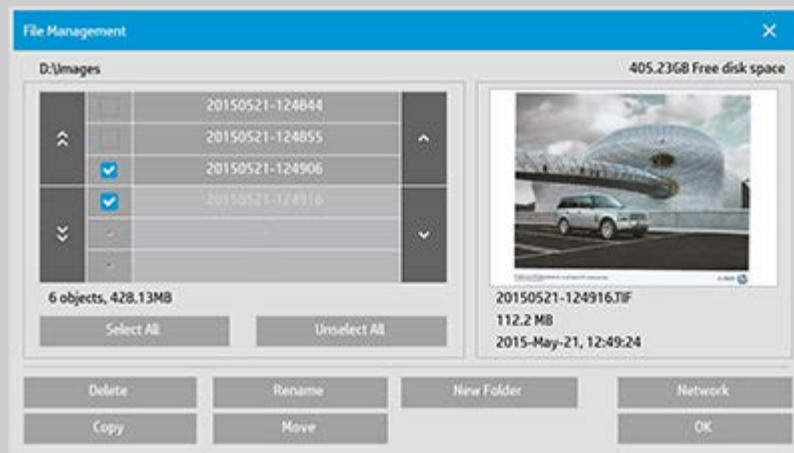 File Management
D:\Images
405.23GB Free disk space
20150521-124844
20150521-124855
20150521-124906
20150521-124916
6 objects, 428.13MB
Select All
Unselect All
20150521-124916.TIF
112.2 MB
2015-May-21, 12:49:24
Delete
Rename
New Folder
Network
Copy
Move
OK